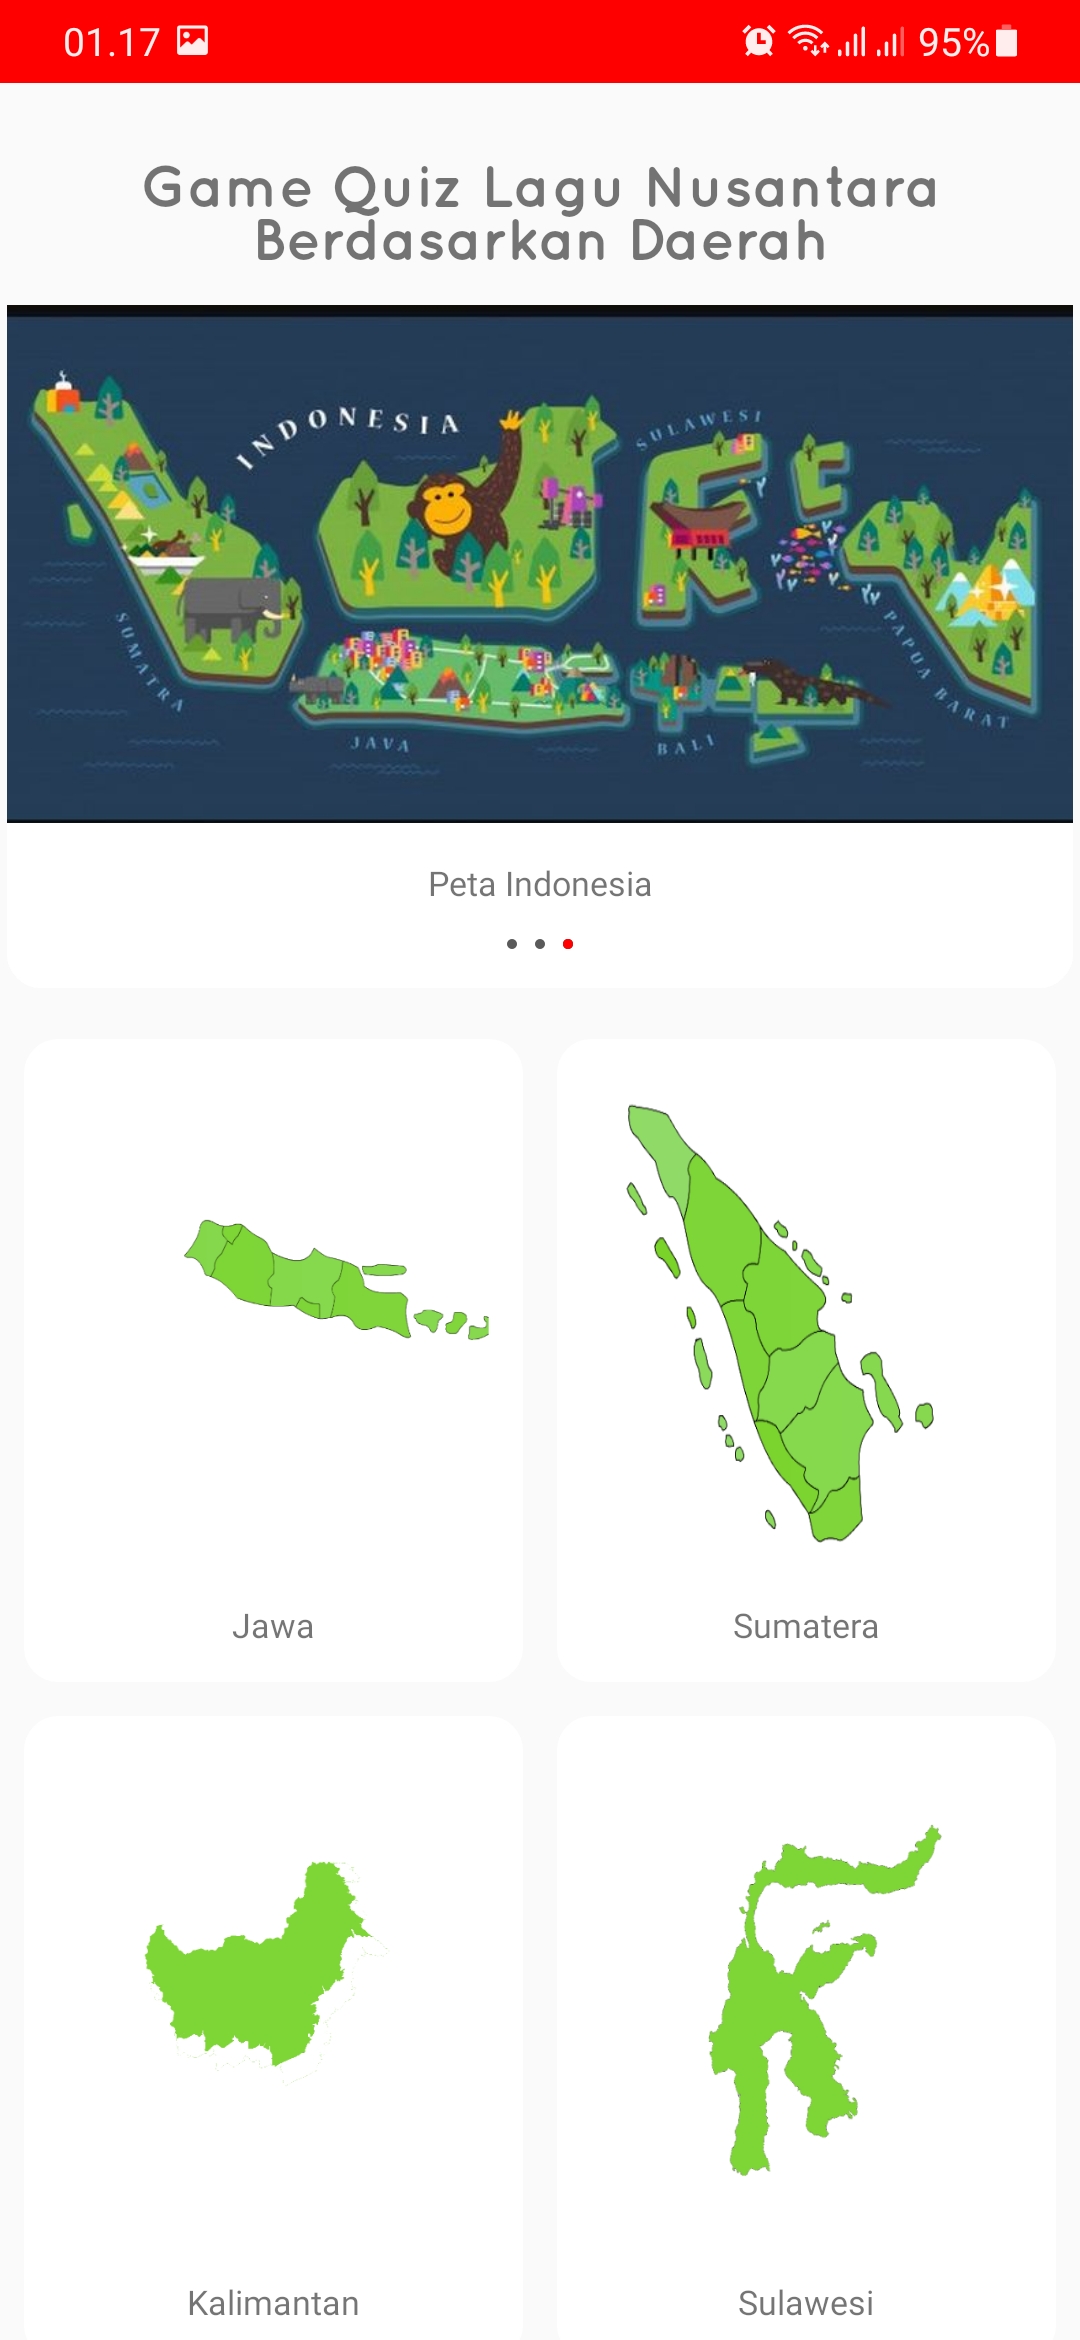 01.17
95%
Game Quiz Lagu Nusantara
Berdasarkan Daerah
INDONESIA
SULAWESI
SUMATRA
PAPUA BARAT
JAVA
BALI
Peta Indonesia
Jawa
Sumatera
Kalimantan
Sulawesi